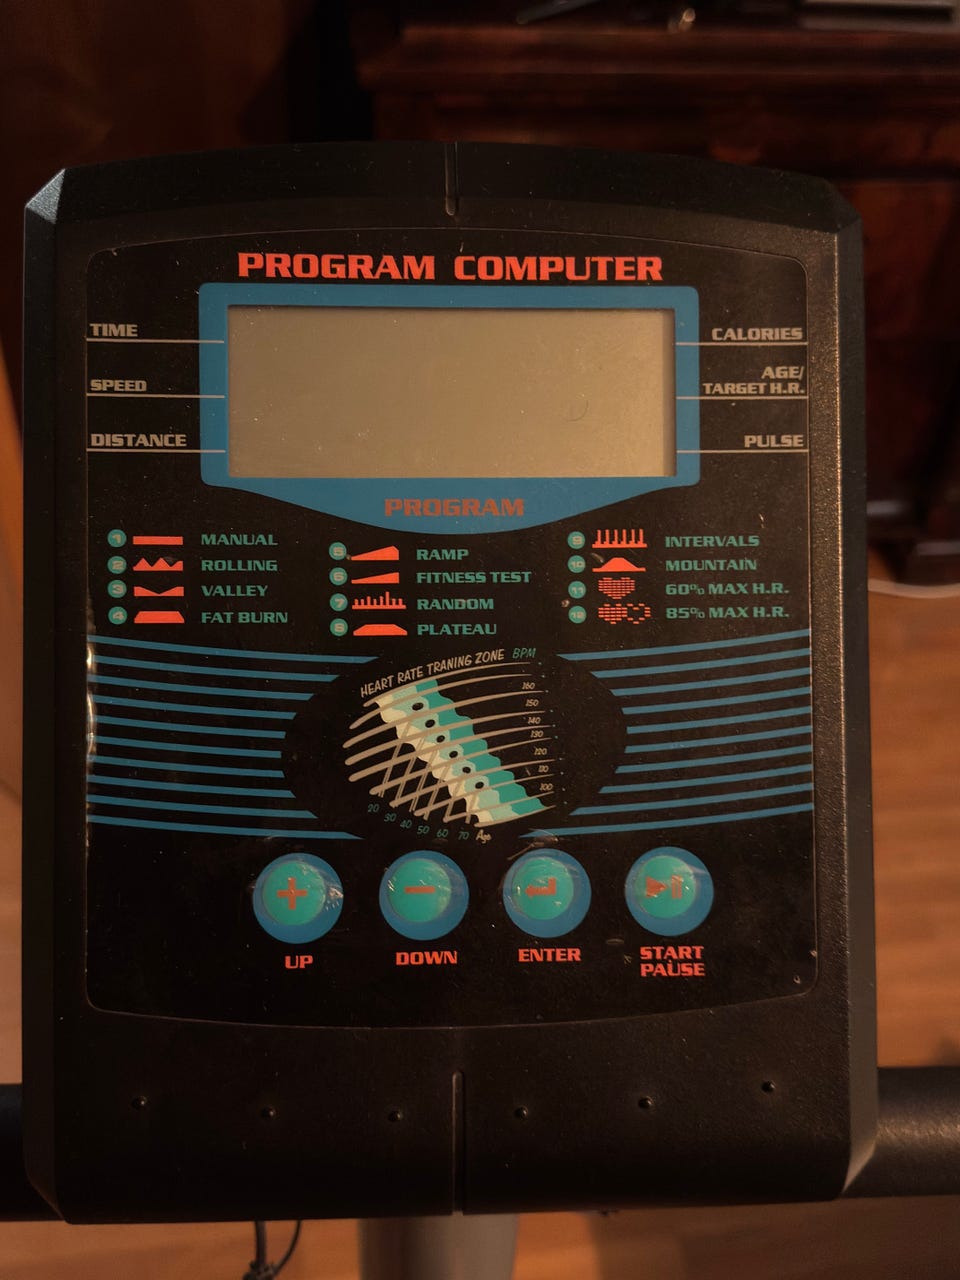 PROGRAM COMPUTER
TIME
SPEED
DISTANCE
CALORIES
AGE/
TARGET H.R.
PULSE
PROGRAM
1 MANUAL
2 ROLLING
3 VALLEY
4 FAT BURN
5 RAMP
6 FITNESS TEST
7 RANDOM
8 PLATEAU
9 INTERVALS
10 MOUNTAIN
11 60% MAX H.R.
12 85% MAX H.R.
HEART RATE TRANING ZONE BPM
160
150
140
130
120
110
100
20 30 40 50 60 70 Age
UP
DOWN
ENTER
START
PAUSE